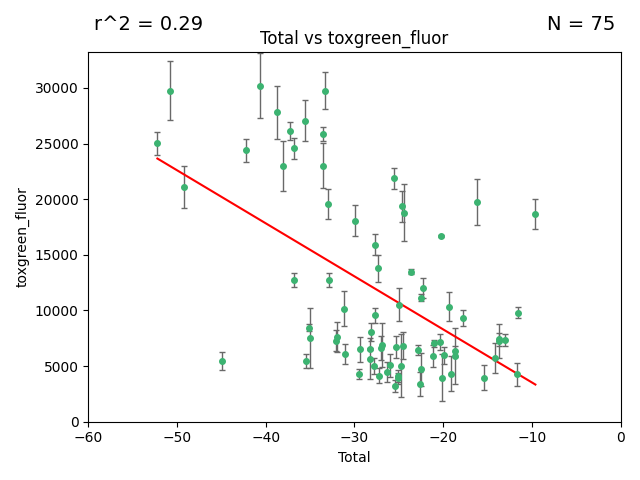 r^2 = 0.29
N = 75
Total vs toxgreen_fluor
30000
25000
20000
15000
10000
5000
0
toxgreen_fluor
−60
−50
−40
−30
−20
−10
0
Total